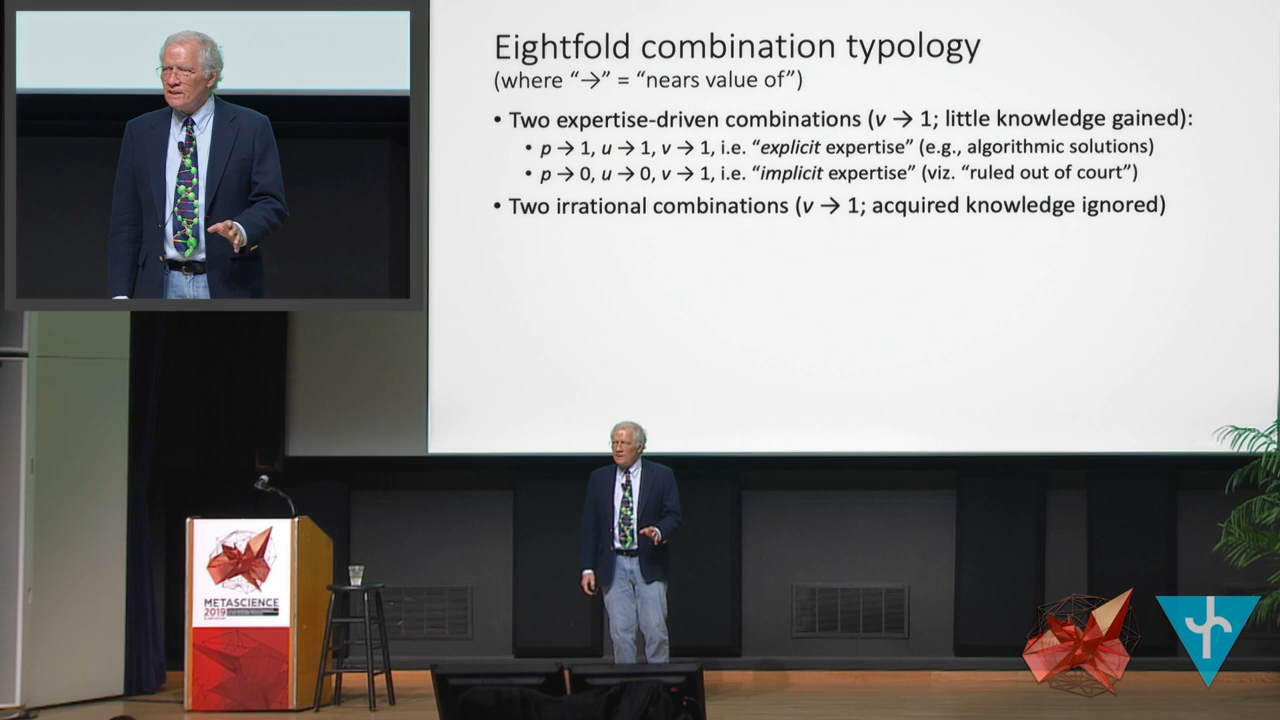 Eightfold combination typology
(where “→” = “nears value of”)
• Two expertise-driven combinations (v → 1; little knowledge gained):
• p → 1, u → 1, v → 1, i.e. “explicit expertise” (e.g., algorithmic solutions)
• p → 0, u → 0, v → 1, i.e. “implicit expertise” (viz. “ruled out of court”)
• Two irrational combinations (v → 1; acquired knowledge ignored)
METASCIENCE
2019